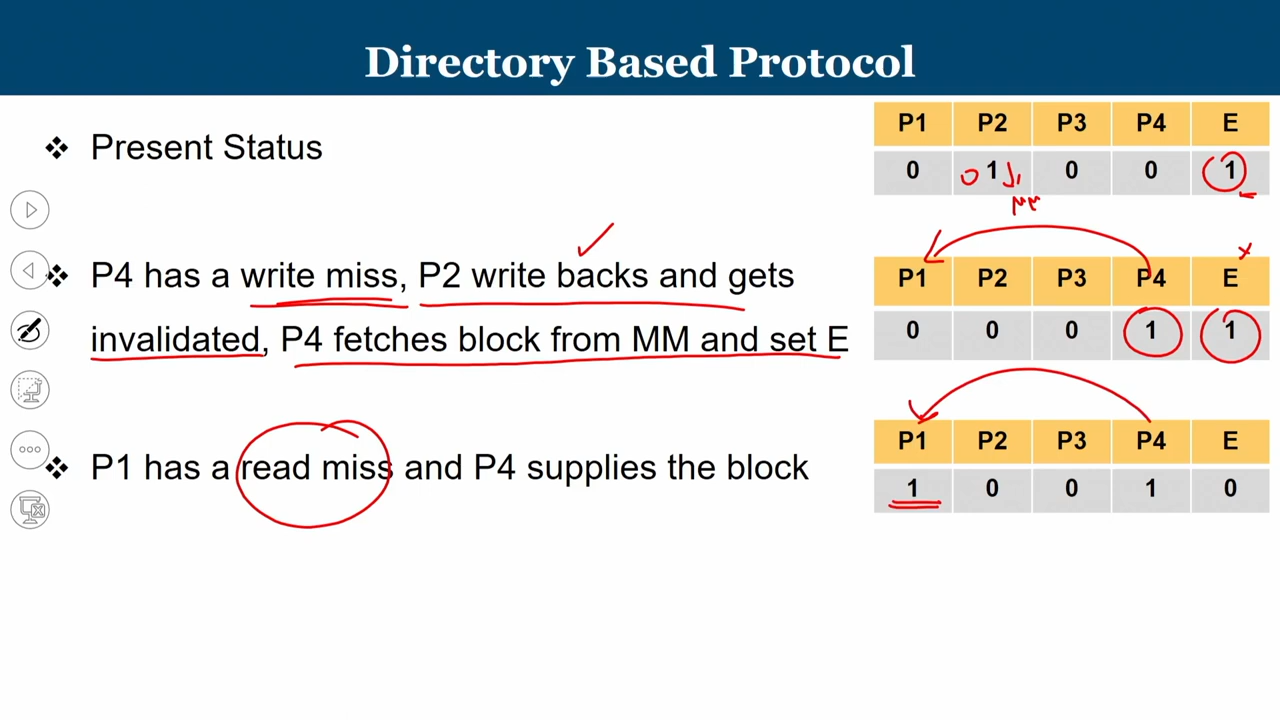 Directory Based Protocol
❖ Present Status
P1 P2 P3 P4 E
0 0 1 0 0 1
MM
❖ P4 has a write miss, P2 write backs and gets
invalidated, P4 fetches block from MM and set E
P1 P2 P3 P4 E
0 0 0 1 1
❖ P1 has a read miss and P4 supplies the block
P1 P2 P3 P4 E
1 0 0 1 0